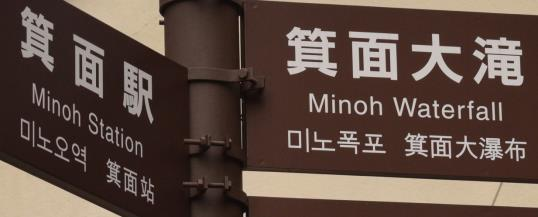 箕面駅
Minoh Station
미노오역 箕面站
箕面大滝
Minoh Waterfall
미노폭포 箕面大瀑布